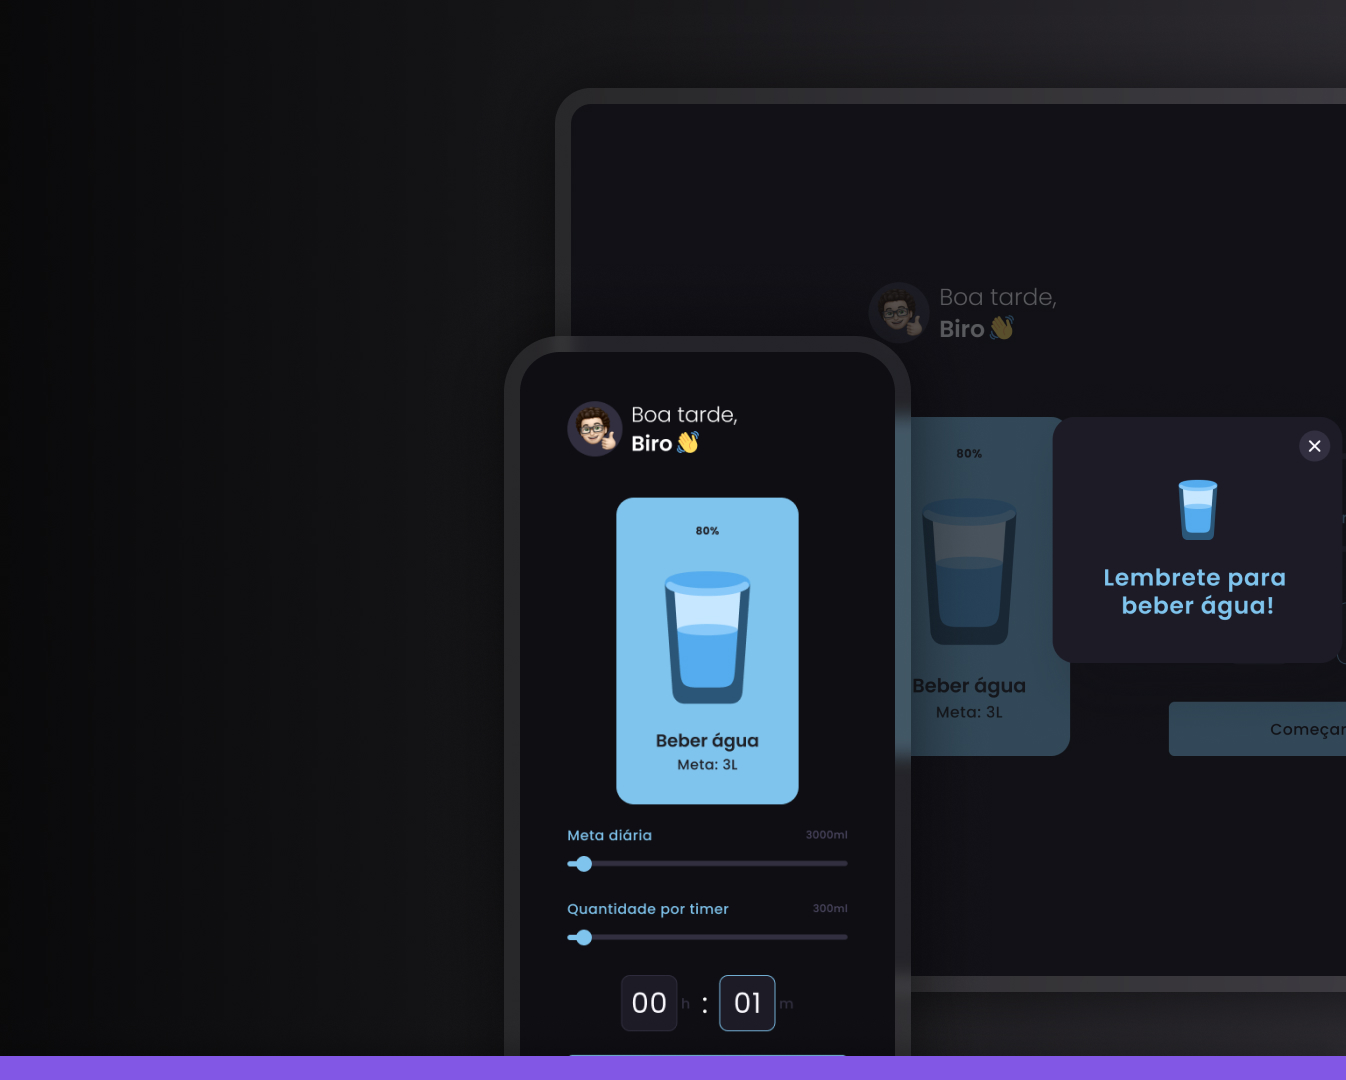 Boa tarde,
Biro
80%
Beber água
Meta: 3L
Lembrete para
beber água!
Começar
Boa tarde,
Biro
80%
Beber água
Meta: 3L
Meta diária
3000ml
Quantidade por timer
300ml
00 h : 01 m